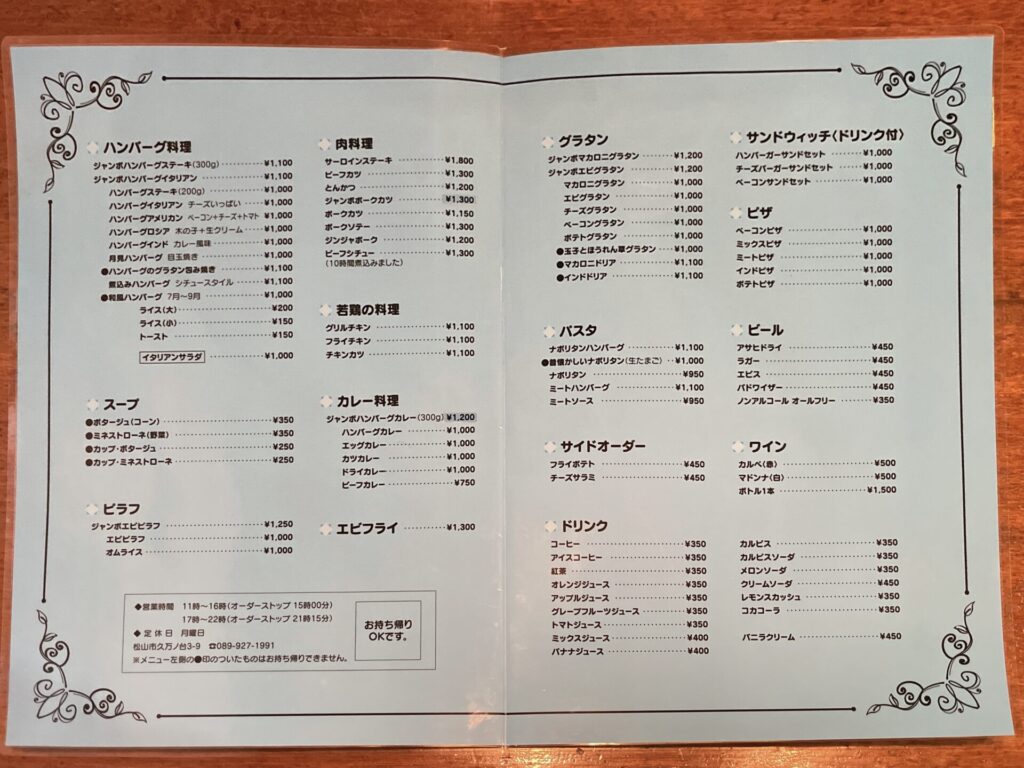 ハンバーグ料理
ジャンボハンバーグステーキ(300g) ¥1,100
ジャンボハンバーグイタリアン ¥1,100
ハンバーグステーキ(200g) ¥1,000
ハンバーグイタリアン チーズいっぱい ¥1,000
ハンバーグアメリカン ベーコン+チーズ+トマト ¥1,000
ハンバーグロシア 木の子+生クリーム ¥1,000
ハンバーグインド カレー風味 ¥1,000
月見ハンバーグ 目玉焼き ¥1,000
●ハンバーグのグラタン包み焼き ¥1,100
煮込みハンバーグ シチュースタイル ¥1,100
●和風ハンバーグ 7月〜9月 ¥1,000
ライス(大) ¥200
ライス(小) ¥150
トースト ¥150
イタリアンサラダ ¥1,000
スープ
●ポタージュ(コーン) ¥350
●ミネストローネ(野菜) ¥350
●カップ・ポタージュ ¥250
●カップ・ミネストローネ ¥250
ピラフ
ジャンボエビピラフ ¥1,250
エビピラフ ¥1,000
オムライス ¥1,000
肉料理
サーロインステーキ ¥1,800
ビーフカツ ¥1,300
とんかつ ¥1,200
ジャンボポークカツ ¥1,300
ポークカツ ¥1,150
ポークソテー ¥1,300
ジンジャポーク ¥1,200
ビーフシチュー ¥1,300
(10時間煮込みました)
若鶏の料理
グリルチキン ¥1,100
フライチキン ¥1,100
チキンカツ ¥1,100
カレー料理
ジャンボハンバーグカレー(300g) ¥1,200
ハンバーグカレー ¥1,000
エッグカレー ¥1,000
カツカレー ¥1,000
ドライカレー ¥1,000
ビーフカレー ¥750
エビフライ ¥1,300
◆営業時間 11時〜16時(オーダーストップ 15時00分)
17時〜22時(オーダーストップ 21時15分)
◆定休日 月曜日
松山市久万ノ台3-9 ☎089-927-1991
※メニュー左側の●印のついたものはお持ち帰りできません。
お持ち帰り
OKです。
グラタン
ジャンボマカロニグラタン ¥1,200
ジャンボエビグラタン ¥1,200
マカロニグラタン ¥1,000
エビグラタン ¥1,000
チーズグラタン ¥1,000
ベーコングラタン ¥1,000
ポテトグラタン ¥1,000
●玉子とほうれん草グラタン ¥1,000
●マカロニドリア ¥1,100
●インドドリア ¥1,100
パスタ
ナポリタンハンバーグ ¥1,100
●昔懐かしいナポリタン(生たまご) ¥1,000
ナポリタン ¥950
ミートハンバーグ ¥1,100
ミートソース ¥950
サイドオーダー
フライポテト ¥450
チーズサラミ ¥450
ドリンク
コーヒー ¥350
アイスコーヒー ¥350
紅茶 ¥350
オレンジジュース ¥350
アップルジュース ¥350
グレープフルーツジュース ¥350
トマトジュース ¥350
ミックスジュース ¥400
バナナジュース ¥400
サンドウィッチ〈ドリンク付〉
ハンバーガーサンドセット ¥1,000
チーズバーガーサンドセット ¥1,000
ベーコンサンドセット ¥1,000
ピザ
ベーコンピザ ¥1,000
ミックスピザ ¥1,000
ミートピザ ¥1,000
インドピザ ¥1,000
ポテトピザ ¥1,000
ビール
アサヒドライ ¥450
ラガー ¥450
エビス ¥450
バドワイザー ¥450
ノンアルコール オールフリー ¥350
ワイン
カルベ(赤) ¥500
マドンナ(白) ¥500
ボトル1本 ¥1,500
カルピス ¥350
カルピスソーダ ¥350
メロンソーダ ¥350
クリームソーダ ¥450
レモンスカッシュ ¥350
コカコーラ ¥350
バニラクリーム ¥450